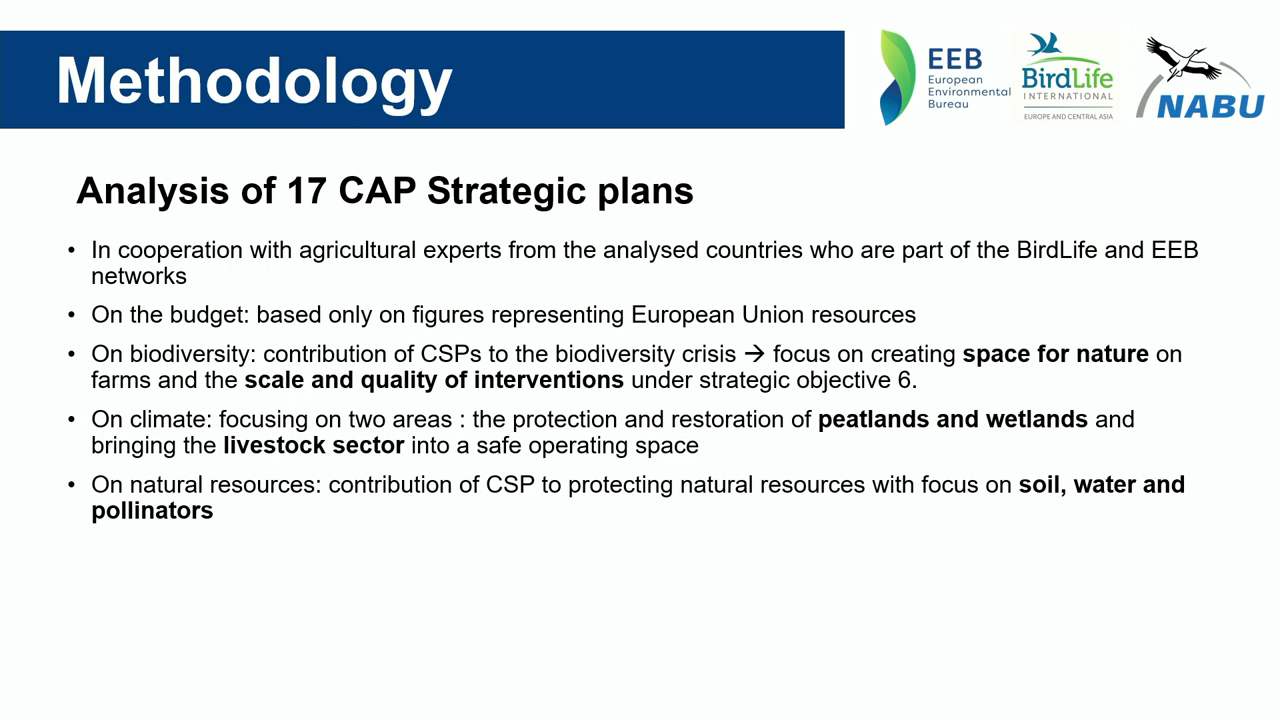 Methodology
EEB
European
Environmental
Bureau
BirdLife
INTERNATIONAL
EUROPE AND CENTRAL ASIA
NABU
Analysis of 17 CAP Strategic plans
• In cooperation with agricultural experts from the analysed countries who are part of the BirdLife and EEB
networks
• On the budget: based only on figures representing European Union resources
• On biodiversity: contribution of CSPs to the biodiversity crisis → focus on creating space for nature on
farms and the scale and quality of interventions under strategic objective 6.
• On climate: focusing on two areas : the protection and restoration of peatlands and wetlands and
bringing the livestock sector into a safe operating space
• On natural resources: contribution of CSP to protecting natural resources with focus on soil, water and
pollinators